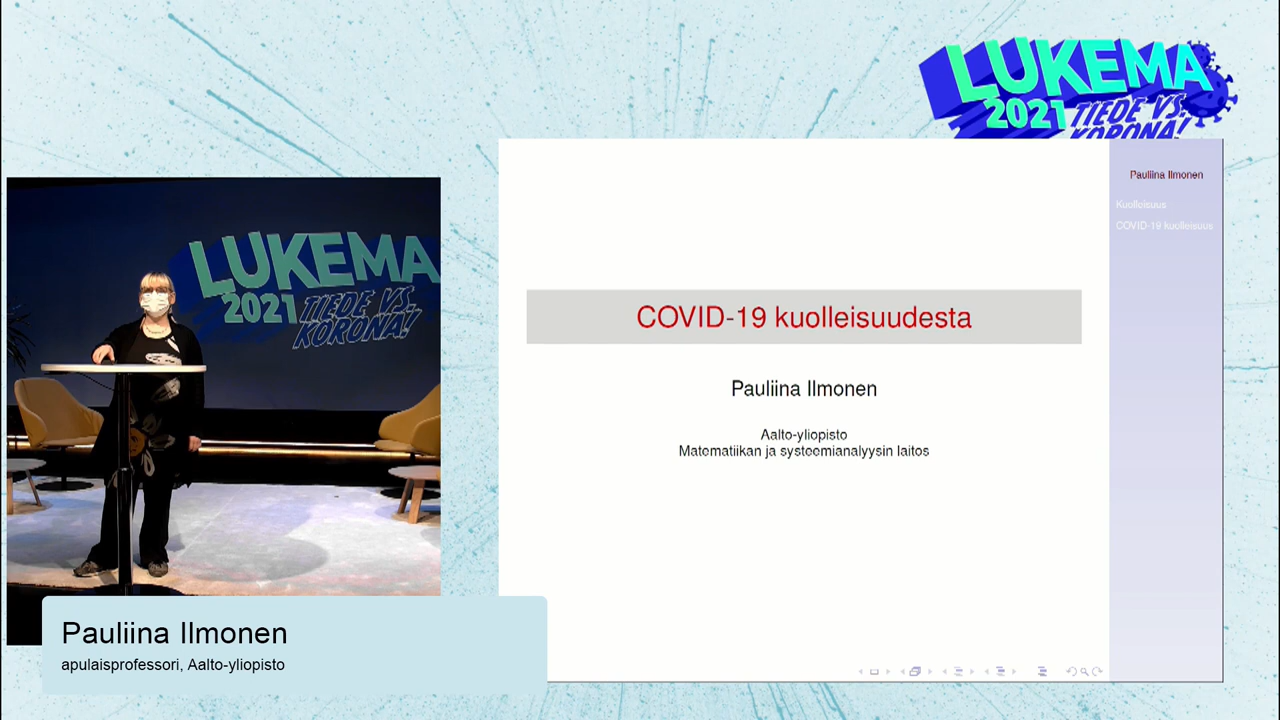 LUKEMA
2021 TIEDE VS.
KORONA!
LUKEMA
2021 TIEDE VS.
KORONA!
Pauliina Ilmonen
Kuolleisuus
COVID-19 kuolleisuus
COVID-19 kuolleisuudesta
Pauliina Ilmonen
Aalto-yliopisto
Matematiikan ja systeemianalyysin laitos
Pauliina Ilmonen
apulaisprofessori, Aalto-yliopisto